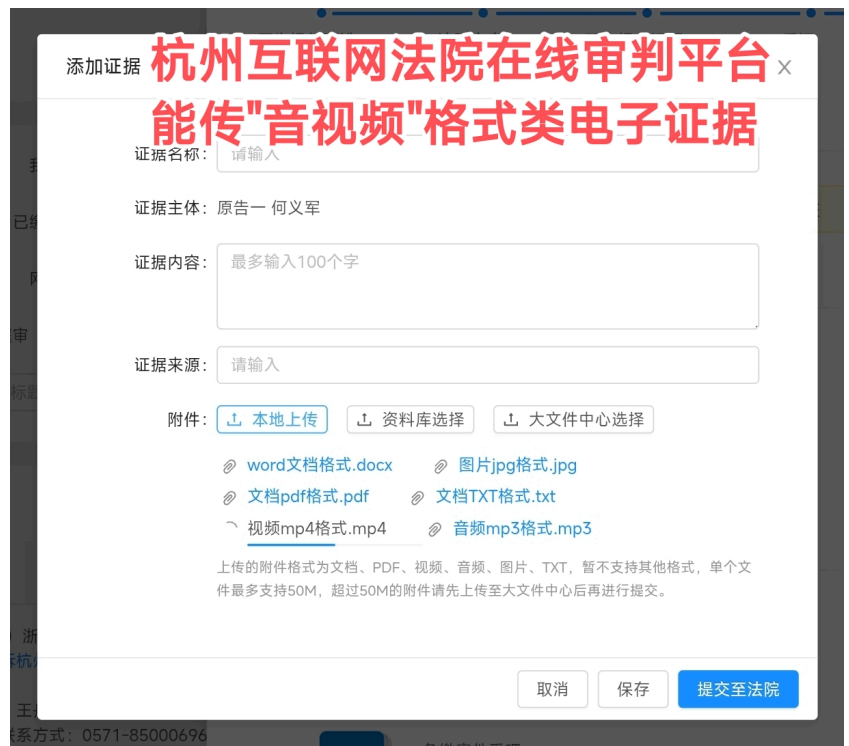 添加证据
杭州互联网法院在线审判平台
能传"音视频"格式类电子证据
证据名称： 请输入
证据主体： 原告一 何义军
证据内容： 最多输入100个字
证据来源： 请输入
附件： 本地上传 资料库选择 大文件中心选择
word文档格式.docx 图片jpg格式.jpg
文档pdf格式.pdf 文档TXT格式.txt
视频mp4格式.mp4 音频mp3格式.mp3
上传的附件格式为文档、PDF、视频、音频、图片、TXT，暂不支持其他格式，单个文
件最多支持50M，超过50M的附件请先上传至大文件中心后再进行提交。
取消 保存 提交至法院
已
审
标题
浙
杭
王
系方式：0571-85000696